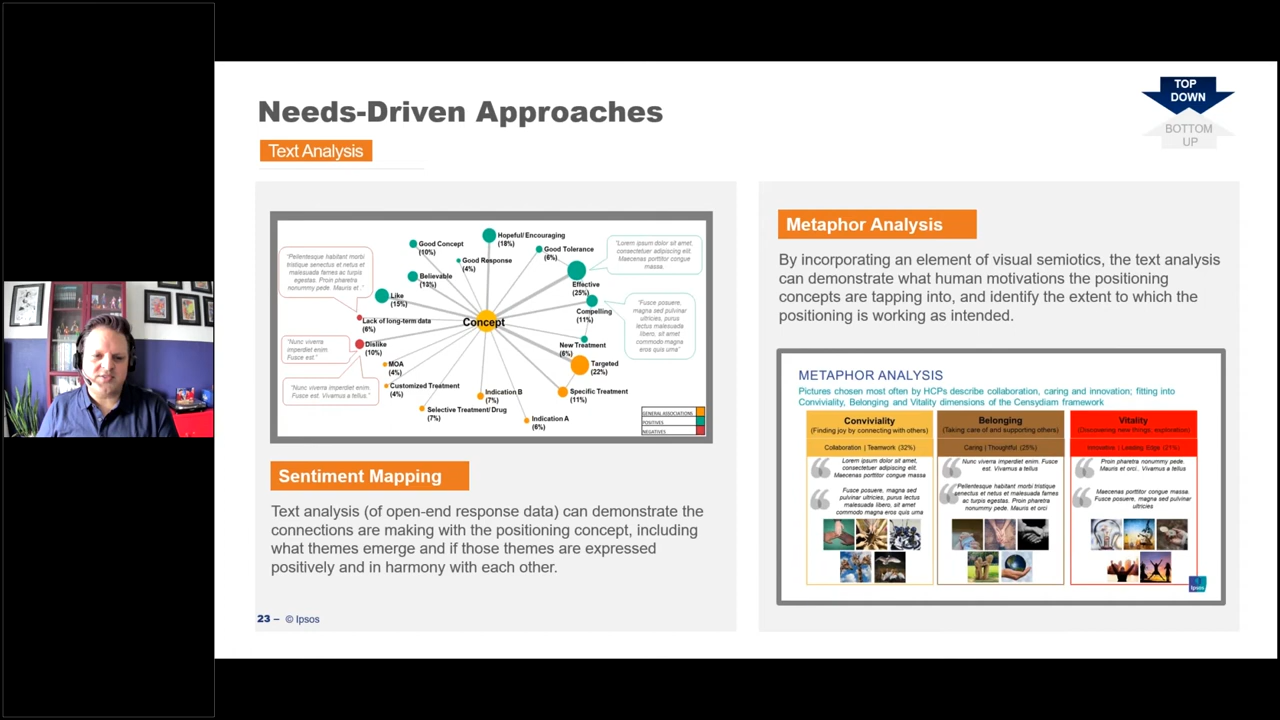 Needs-Driven Approaches
TOP
DOWN
BOTTOM
UP
Text Analysis
Hopeful/ Encouraging
(18%)
Good Concept
(10%)
Good Tolerance
(6%)
"Lorem ipsum dolor sit amet,
consectetuer adipiscing elit.
Maecenas porttitor congue
massa.
"Pellentesque habitant morbi
tristique senectus et netus et
malesuada fames ac turpis
egestas. Proin pharetra
nonummy pede. Mauris et ."
Good Response
(4%)
Believable
(13%)
Effective
(25%)
Like
(15%)
Compelling
(11%)
"Fusce posuere,
magna sed pulvinar
ultricies, purus
lectus malesuada
libero, sit amet
commodo magna
eros quis urna"
Lack of long-term data
(6%)
Concept
"Nunc viverra
imperdiet enim.
Fusce est."
Dislike
(10%)
New Treatment
(6%)
MOA
(4%)
Targeted
(22%)
"Nunc viverra imperdiet enim.
Fusce est. Vivamus a tellus."
Customized Treatment
(4%)
Indication B
(7%)
Specific Treatment
(11%)
Selective Treatment/ Drug
(7%)
Indication A
(6%)
GENERAL ASSOCIATIONS
POSITIVES
NEGATIVES
Sentiment Mapping
Text analysis (of open-end response data) can demonstrate the
connections are making with the positioning concept, including
what themes emerge and if those themes are expressed
positively and in harmony with each other.
Metaphor Analysis
By incorporating an element of visual semiotics, the text analysis
can demonstrate what human motivations the positioning
concepts are tapping into, and identify the extent to which the
positioning is working as intended.
METAPHOR ANALYSIS
Pictures chosen most often by HCPs describe collaboration, caring and innovation; fitting into
Conviviality, Belonging and Vitality dimensions of the Censydiam framework
Conviviality
(Finding joy by connecting with others)
Collaboration | Teamwork (32%)
Lorem ipsum dolor sit amet,
consectetuer adipiscing elit.
Maecenas porttitor congue massa
Fusce posuere, magna sed
pulvinar ultricies, purus lectus
malesuada libero, sit amet
commodo magna eros quis urna
Belonging
(Taking care of and supporting others)
Caring | Thoughtful (25%)
Nunc viverra imperdiet enim. Fusce
est. Vivamus a tellus
Pellentesque habitant morbi tristique
senectus et netus et malesuada fames
ac turpis egestas. Proin pharetra
nonummy pede. Mauris et orci
Vitality
(Discovering new things, exploration)
Innovative | Leading Edge (21%)
Proin pharetra nonummy pede.
Mauris et orci.. Vivamus a tellus
Maecenas porttitor congue massa.
Fusce posuere, magna sed pulvinar
ultricies
Ipsos
23 – © Ipsos